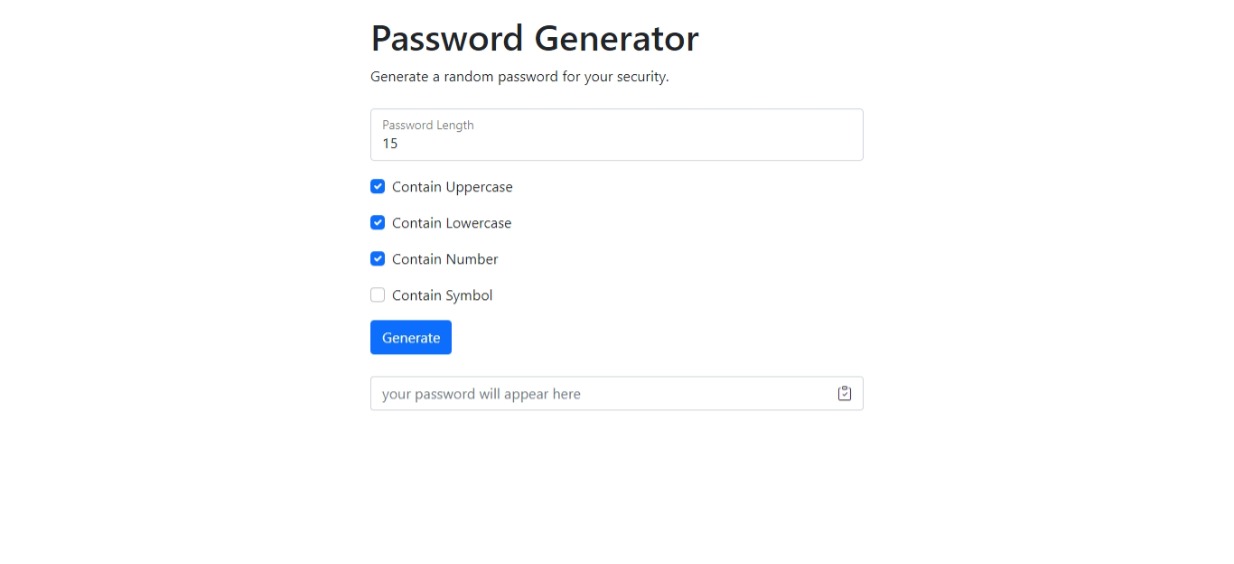 Password Generator
Generate a random password for your security.
Password Length
15
Contain Uppercase
Contain Lowercase
Contain Number
Contain Symbol
Generate
your password will appear here